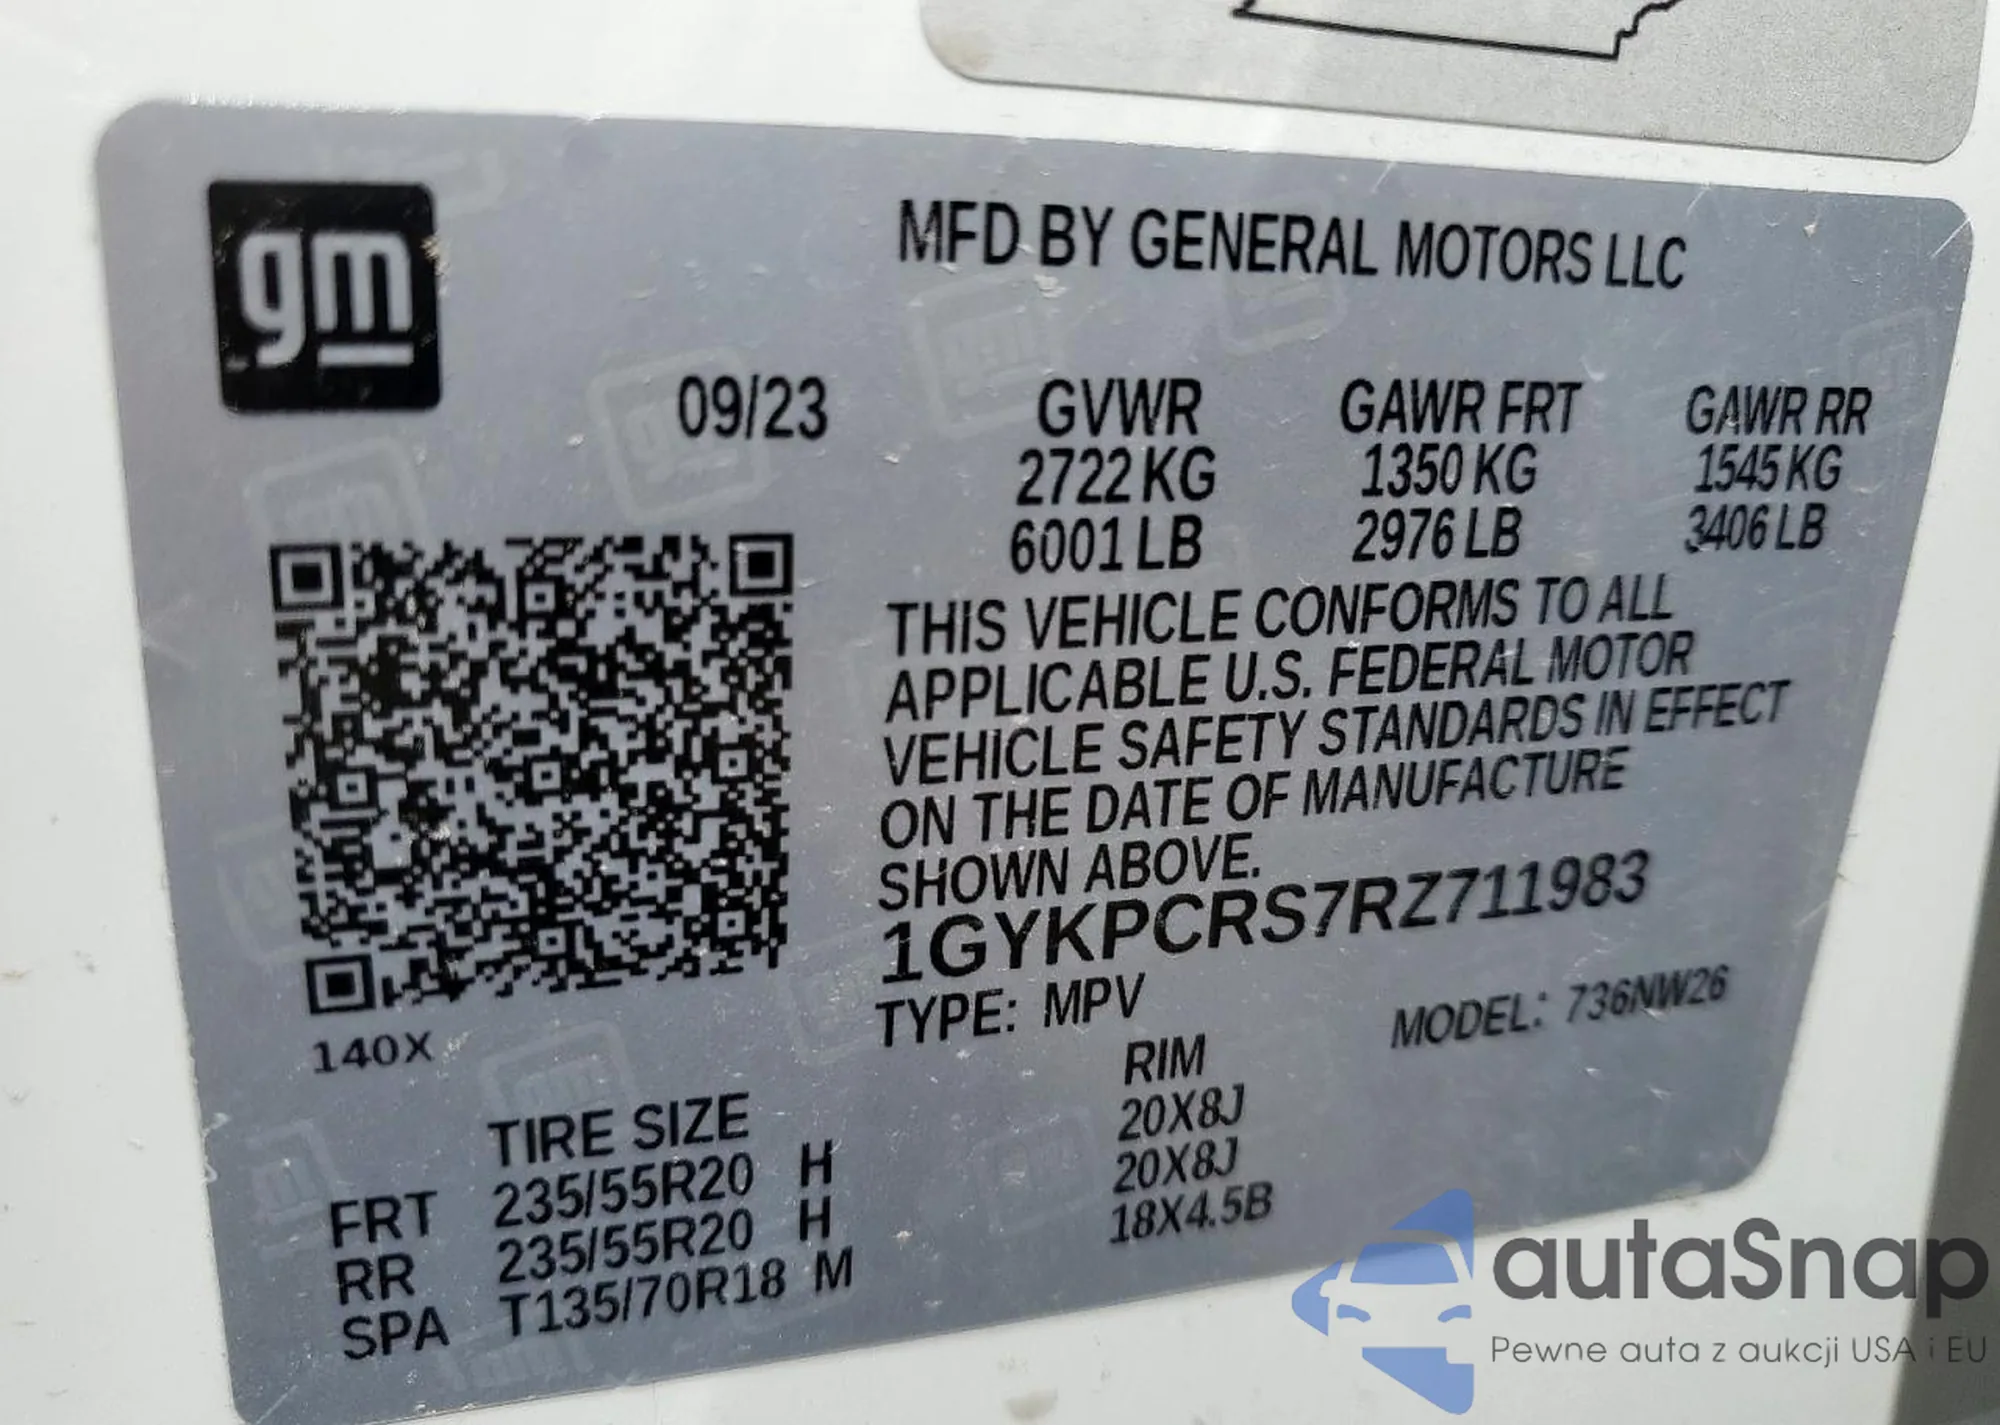 gm
MFD BY GENERAL MOTORS LLC
09/23
GVWR GAWR FRT GAWR RR
2722 KG 1350 KG 1545 KG
6001 LB 2976 LB 3406 LB
THIS VEHICLE CONFORMS TO ALL
APPLICABLE U.S. FEDERAL MOTOR
VEHICLE SAFETY STANDARDS IN EFFECT
ON THE DATE OF MANUFACTURE
SHOWN ABOVE.
1GYKPCRS7RZ711983
TYPE: MPV MODEL: 736NW26
140X
TIRE SIZE RIM
FRT 235/55R20 H 20X8J
RR 235/55R20 H 20X8J
SPA T135/70R18 M 18X4.5B
autaSnap
Pewne auta z aukcji USA i EU